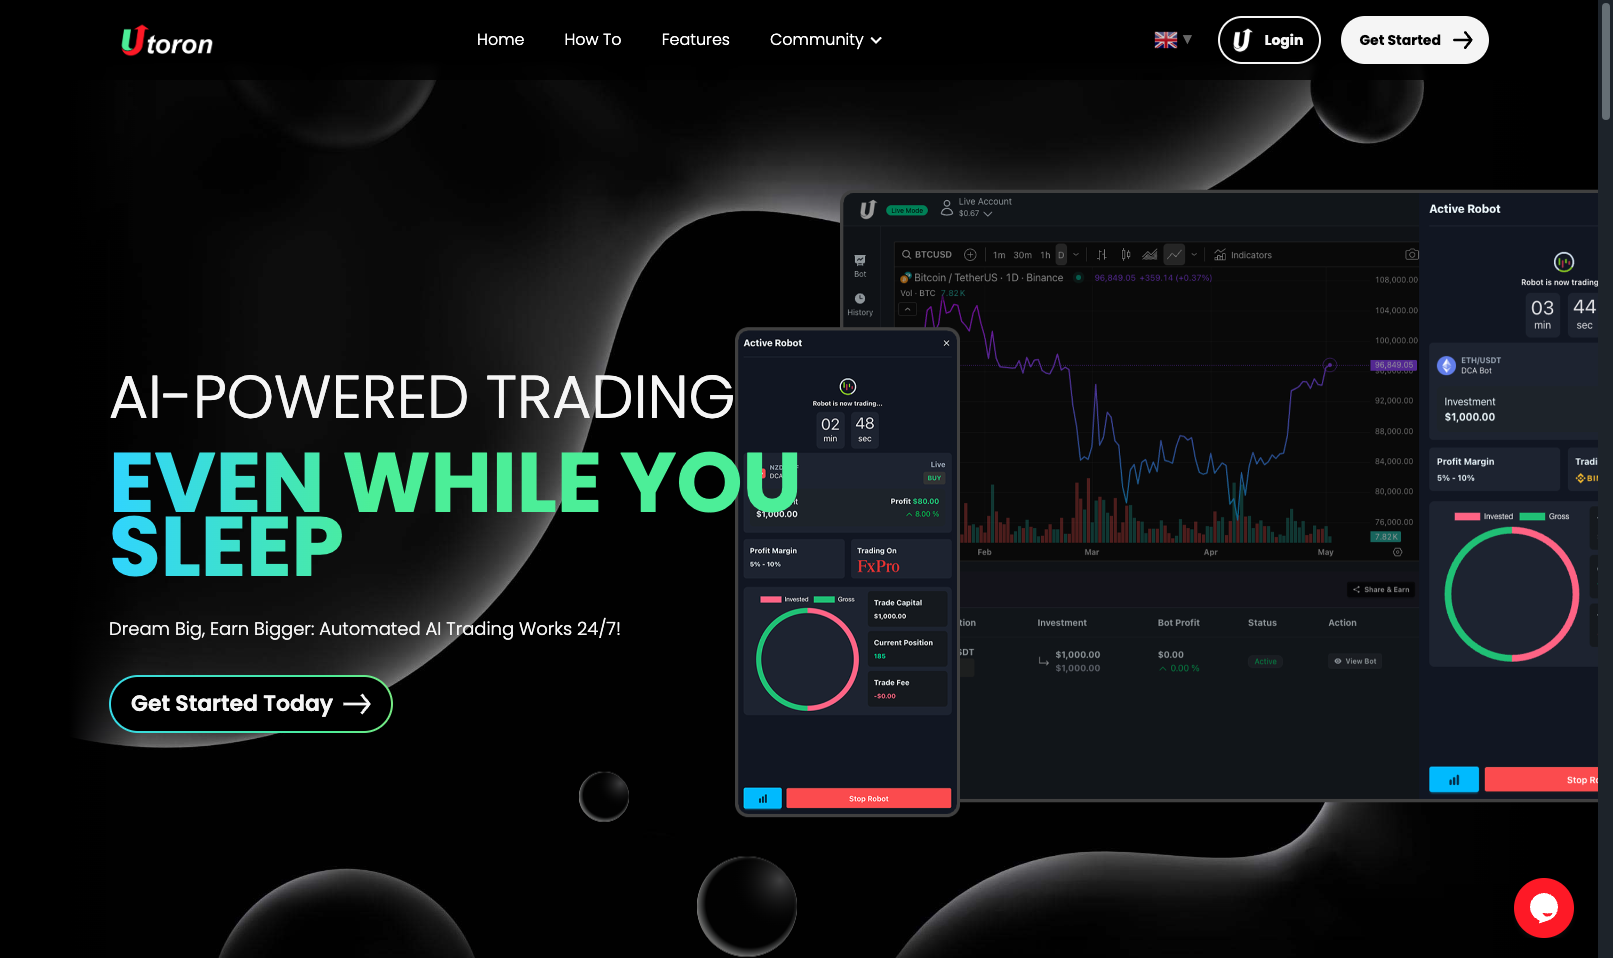 Utoron
Home
How To
Features
Community
Login
Get Started
AI-POWERED TRADING
EVEN WHILE YOU
SLEEP
Dream Big, Earn Bigger: Automated AI Trading Works 24/7!
Get Started Today
Live Mode
Live Account
$0.67
Bot
History
BTCUSD
1m 30m 1h D
Indicators
Bitcoin / TetherUS · 1D · Binance
96,849.05 +359.14 (+0.37%)
Vol · BTC 7.82 K
108,000.00
104,000.00
100,000.00
96,849.05
92,000.00
88,000.00
84,000.00
80,000.00
76,000.00
7.82 K
Feb Mar Apr May
Share & Earn
tion Investment Bot Profit Status Action
SDT
$1,000.00
$1,000.00
$0.00
0.00 %
Active
View Bot
Active Robot
Robot is now trading...
02 48
min sec
NZD
DCA
Live
BUY
$1,000.00
Profit $80.00
8.00 %
Profit Margin
5% - 10%
Trading On
FxPro
Invested Gross
Trade Capital
$1,000.00
Current Position
185
Trade Fee
-$0.00
Stop Robot
Active Robot
Robot is now trading
03 44
min sec
ETH/USDT
DCA Bot
Investment
$1,000.00
Profit Margin
5% - 10%
Tradi
BI
Invested Gross
Stop Ro